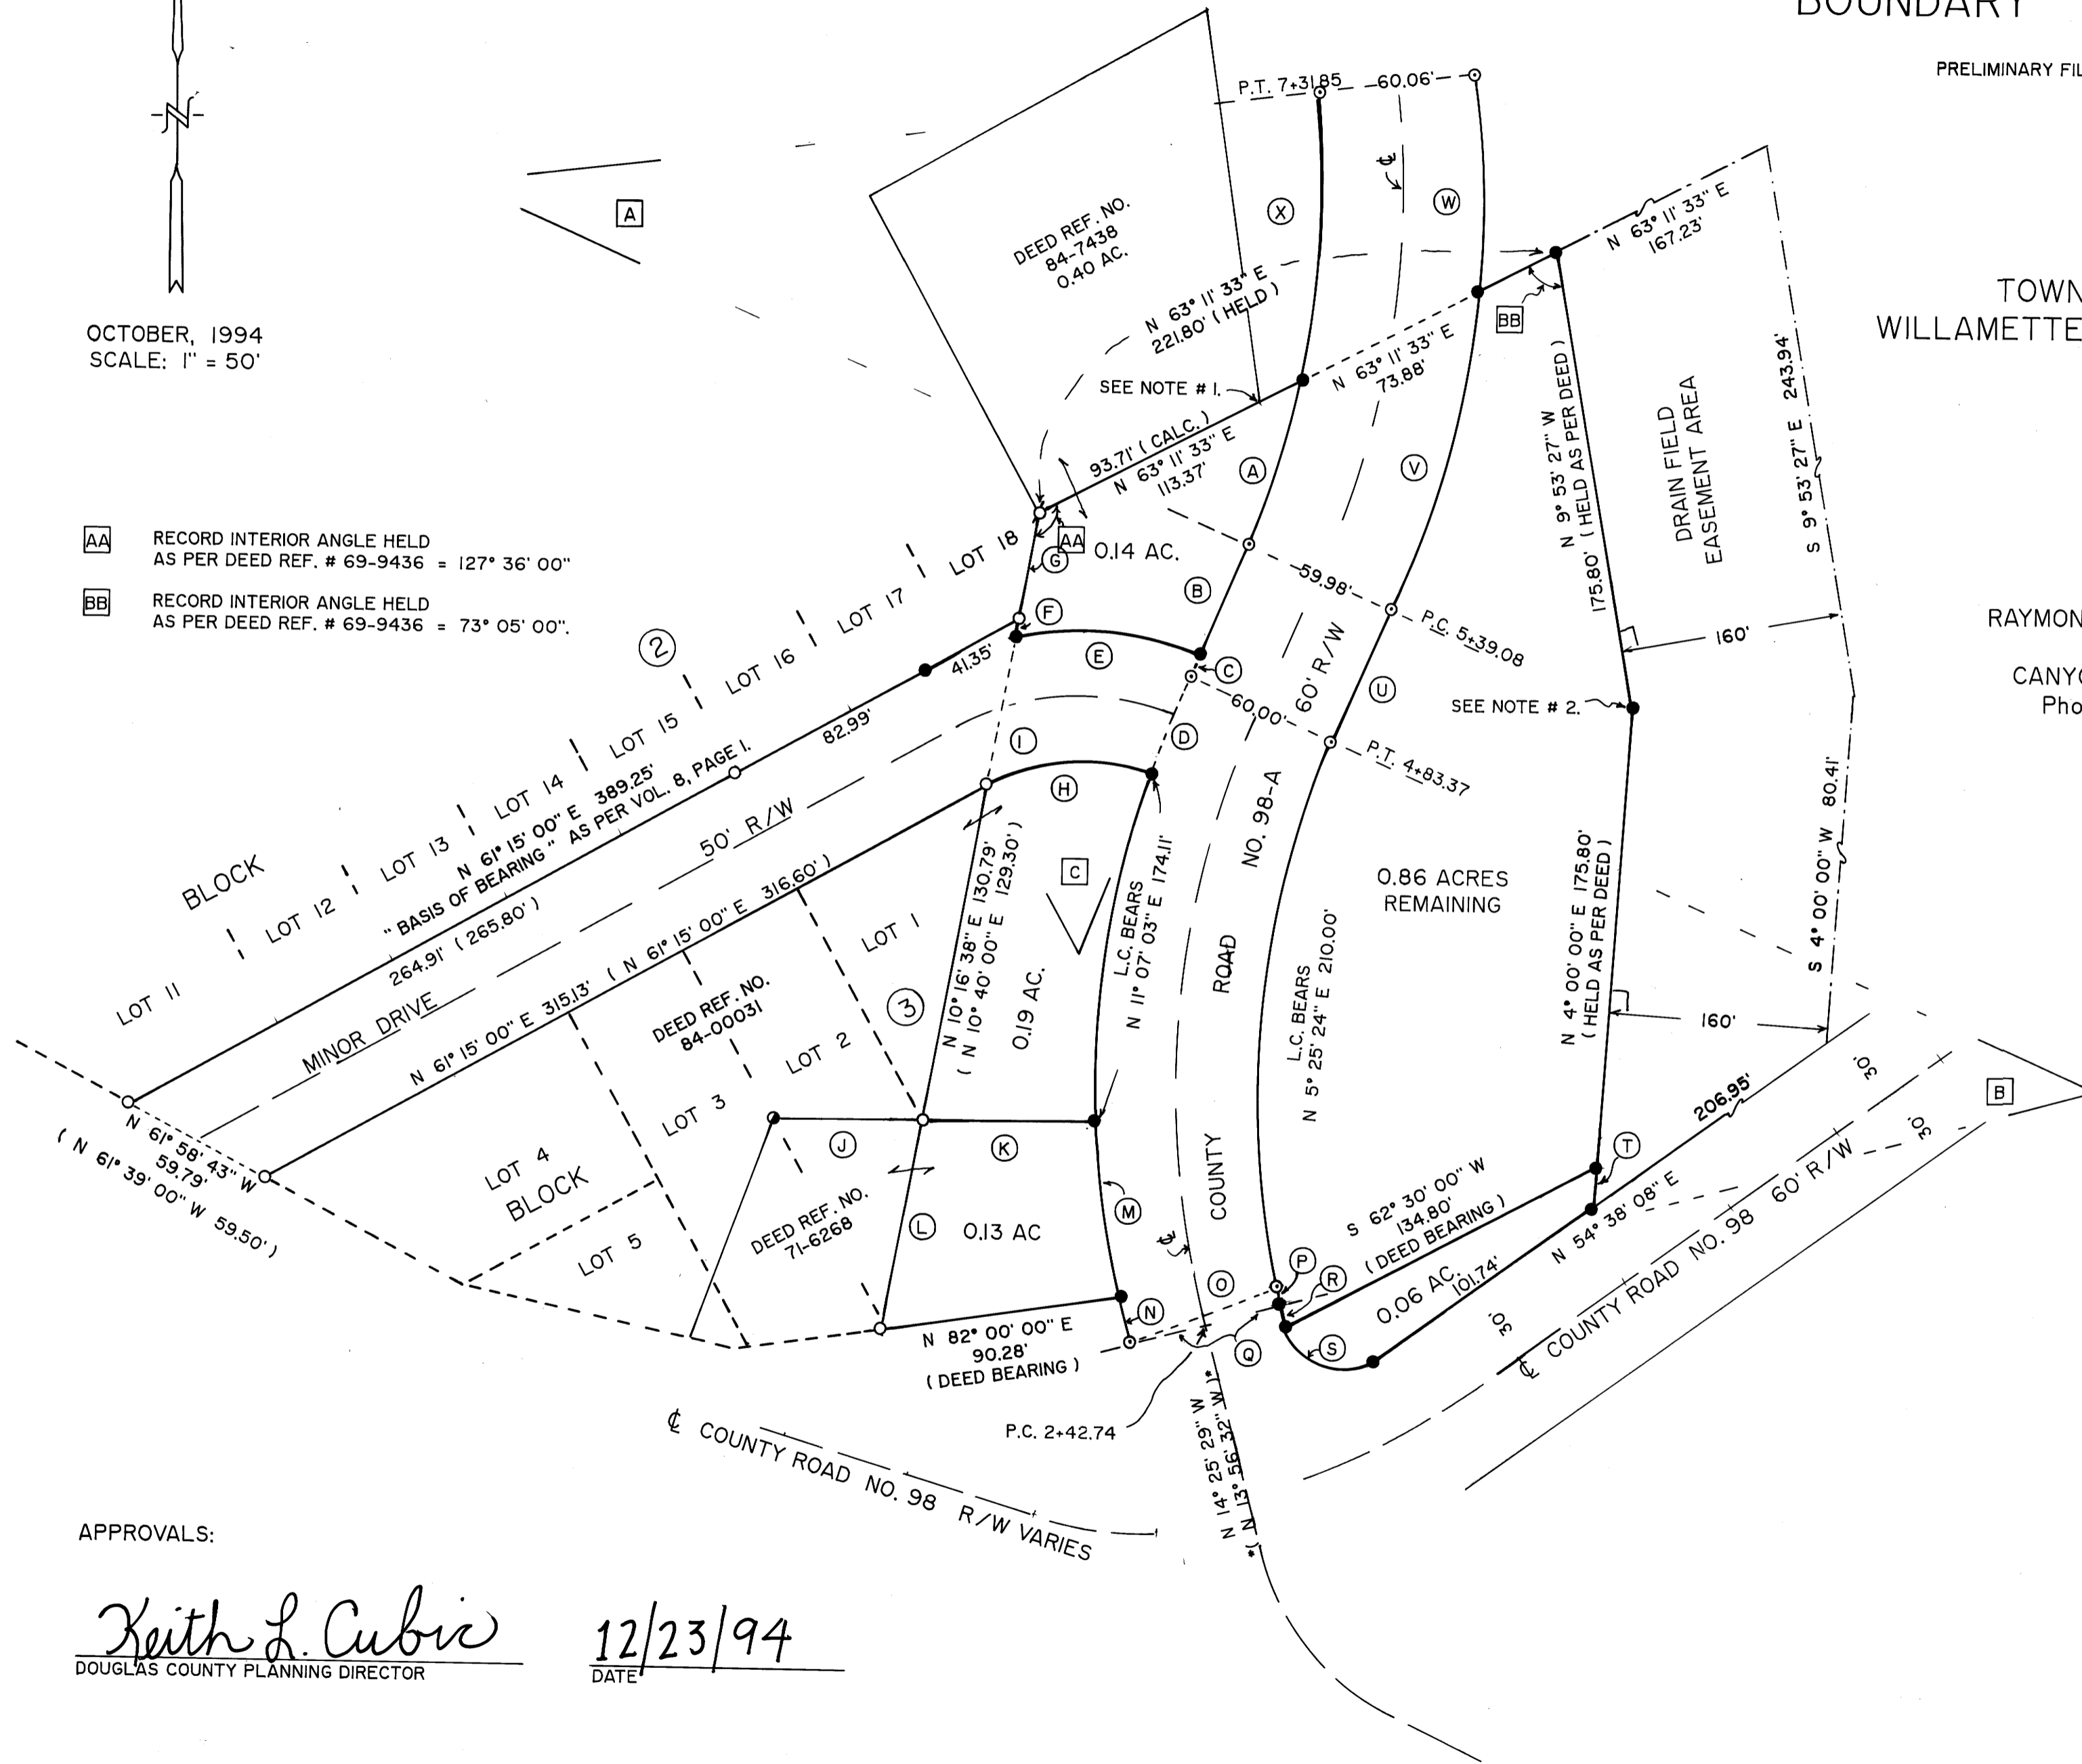 BOUNDARY
PRELIMINARY FIL
TOWN
WILLAMETTE
RAYMON
CANYO
Pho
N
OCTOBER, 1994
SCALE: 1" = 50'
A
AA
RECORD INTERIOR ANGLE HELD
AS PER DEED REF. # 69-9436 = 127° 36' 00"
BB
RECORD INTERIOR ANGLE HELD
AS PER DEED REF. # 69-9436 = 73° 05' 00".
P.T. 7+31.85
60.06'
℄
X
W
DEED REF. NO.
84-7438
0.40 AC.
N 63° 11' 33" E
221.80' ( HELD )
N 63° 11' 33" E
167.23'
BB
N 63° 11' 33" E
73.88'
SEE NOTE # 1.
93.71' ( CALC. )
N 63° 11' 33" E
113.37'
A
V
N 9° 53' 27" W
175.80' ( HELD AS PER DEED )
DRAIN FIELD
EASEMENT AREA
S 9° 53' 27" E 243.94'
AA
0.14 AC.
G
B
59.98'
P.C. 5+39.08
F
E
C
60' R/W
U
160'
60.00'
SEE NOTE # 2.
D
P.T. 4+83.37
2
LOT 18
LOT 17
LOT 16
LOT 15
LOT 14
LOT 13
LOT 12
LOT 11
BLOCK
41.35'
82.99'
N 61° 15' 00" E 389.25'
" BASIS OF BEARING " AS PER VOL. 8, PAGE 1.
264.91' ( 265.80' )
50' R/W
MINOR DRIVE
N 61° 15' 00" E 315.13' ( N 61° 15' 00" E 316.60' )
I
H
C
NO. 98-A
ROAD
COUNTY
L.C. BEARS
N 11° 07' 03" E 174.11'
L.C. BEARS
N 5° 25' 24" E 210.00'
0.86 ACRES
REMAINING
N 4° 00' 00" E 175.80'
( HELD AS PER DEED )
S 4° 00' 00" W 80.41'
160'
LOT 1
3
N 10° 16' 38" E 130.79'
( N 10° 40' 00" E 129.30' )
0.19 AC.
DEED REF. NO.
84-00031
LOT 2
LOT 3
LOT 4
BLOCK
LOT 5
N 61° 58' 43" W
59.79'
( N 61° 39' 00" W 59.50' )
J
K
L
M
0.13 AC
DEED REF. NO.
71-6268
N 82° 00' 00" E
90.28'
( DEED BEARING )
N
O
P
Q
R
S
T
℄
S 62° 30' 00" W
134.80'
( DEED BEARING )
0.06 AC.
101.74'
N 54° 38' 08" E
206.95'
30'
30'
30'
B
℄ COUNTY ROAD NO. 98 60' R/W
P.C. 2+42.74
N 14° 25' 29" W
*( N 13° 56' 32" W )*
℄ COUNTY ROAD NO. 98 R/W VARIES
APPROVALS:
Keith L. Cubic
DOUGLAS COUNTY PLANNING DIRECTOR
12/23/94
DATE